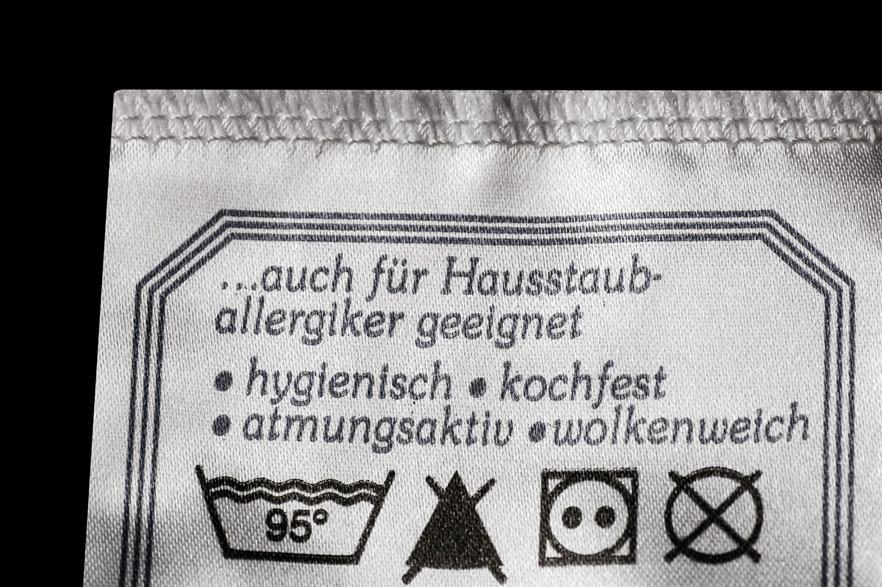 ...auch für Hausstaub-
allergiker geeignet
• hygienisch • kochfest
• atmungsaktiv • wolkenweich
95°